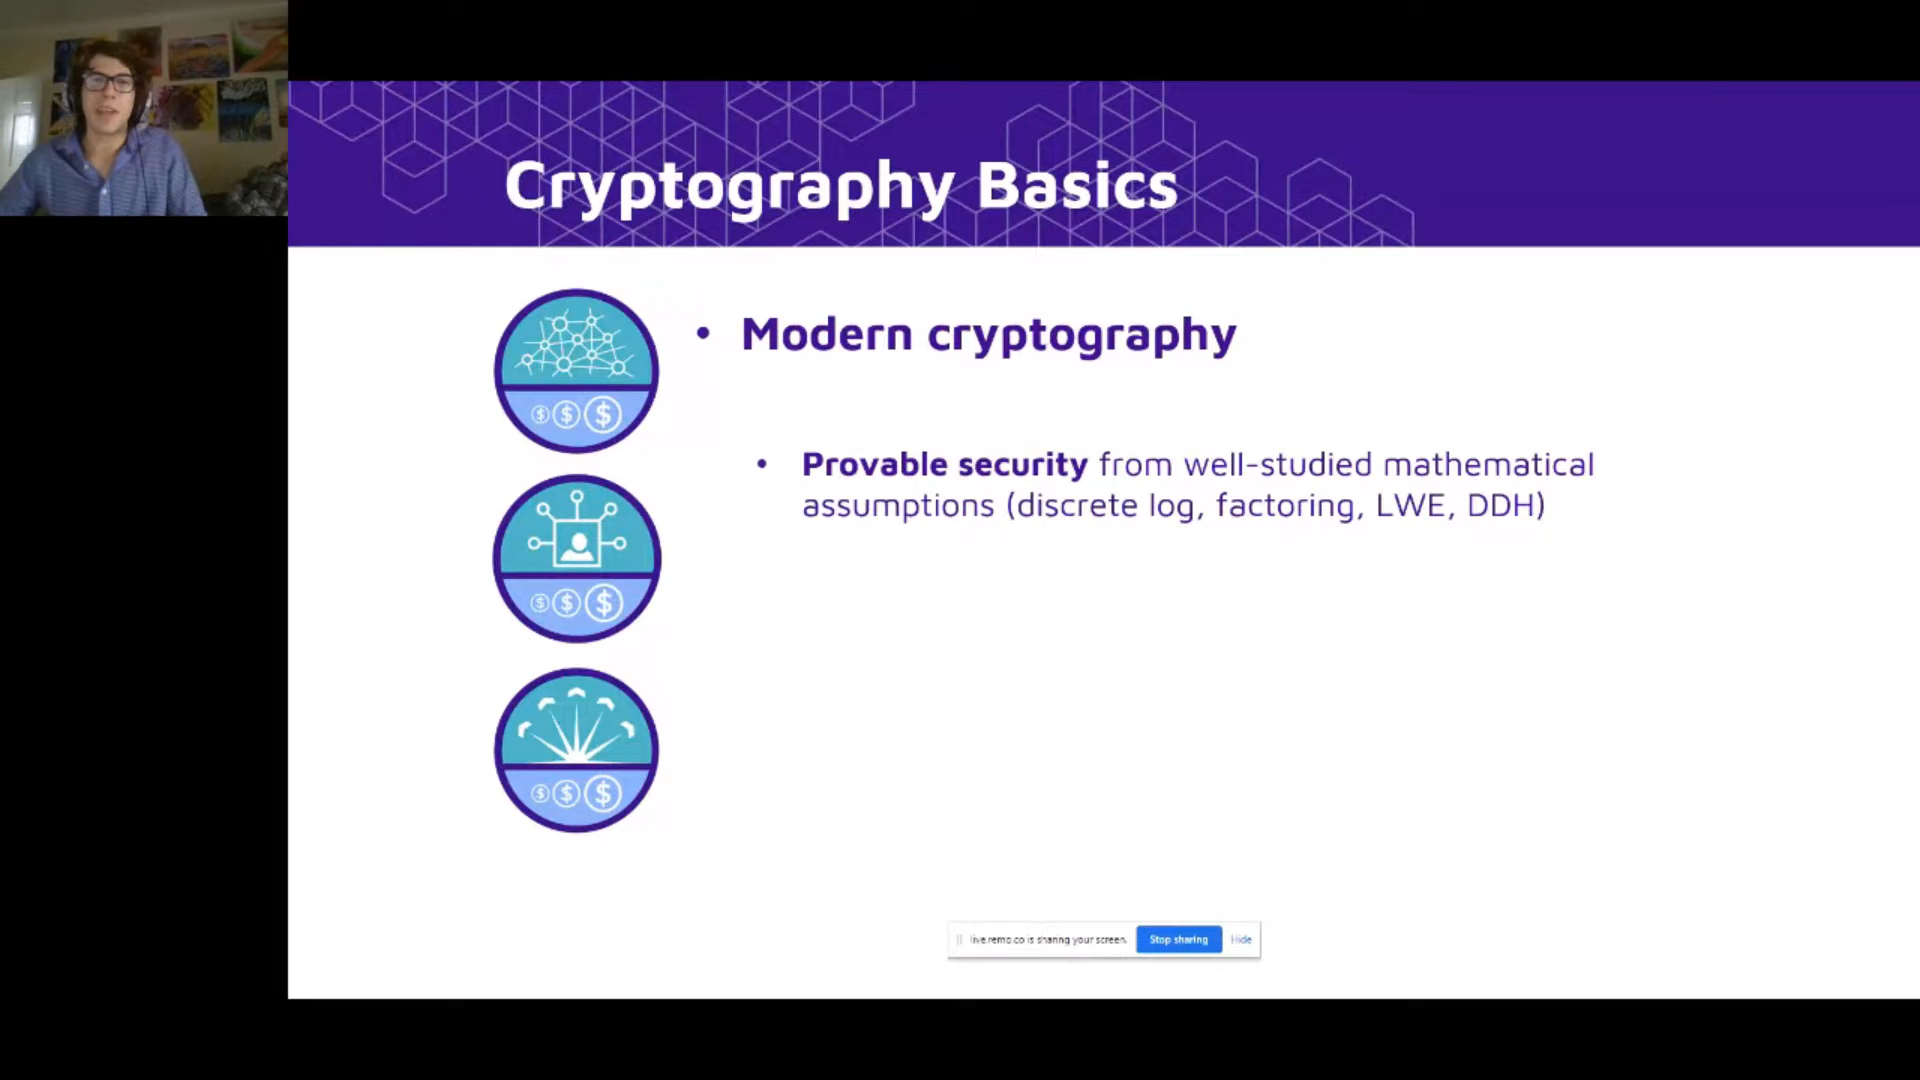 Cryptography Basics
• Modern cryptography
• Provable security from well-studied mathematical
assumptions (discrete log, factoring, LWE, DDH)
$ $ $
$ $ $
$ $ $
live.remo.co is sharing your screen. Stop sharing Hide